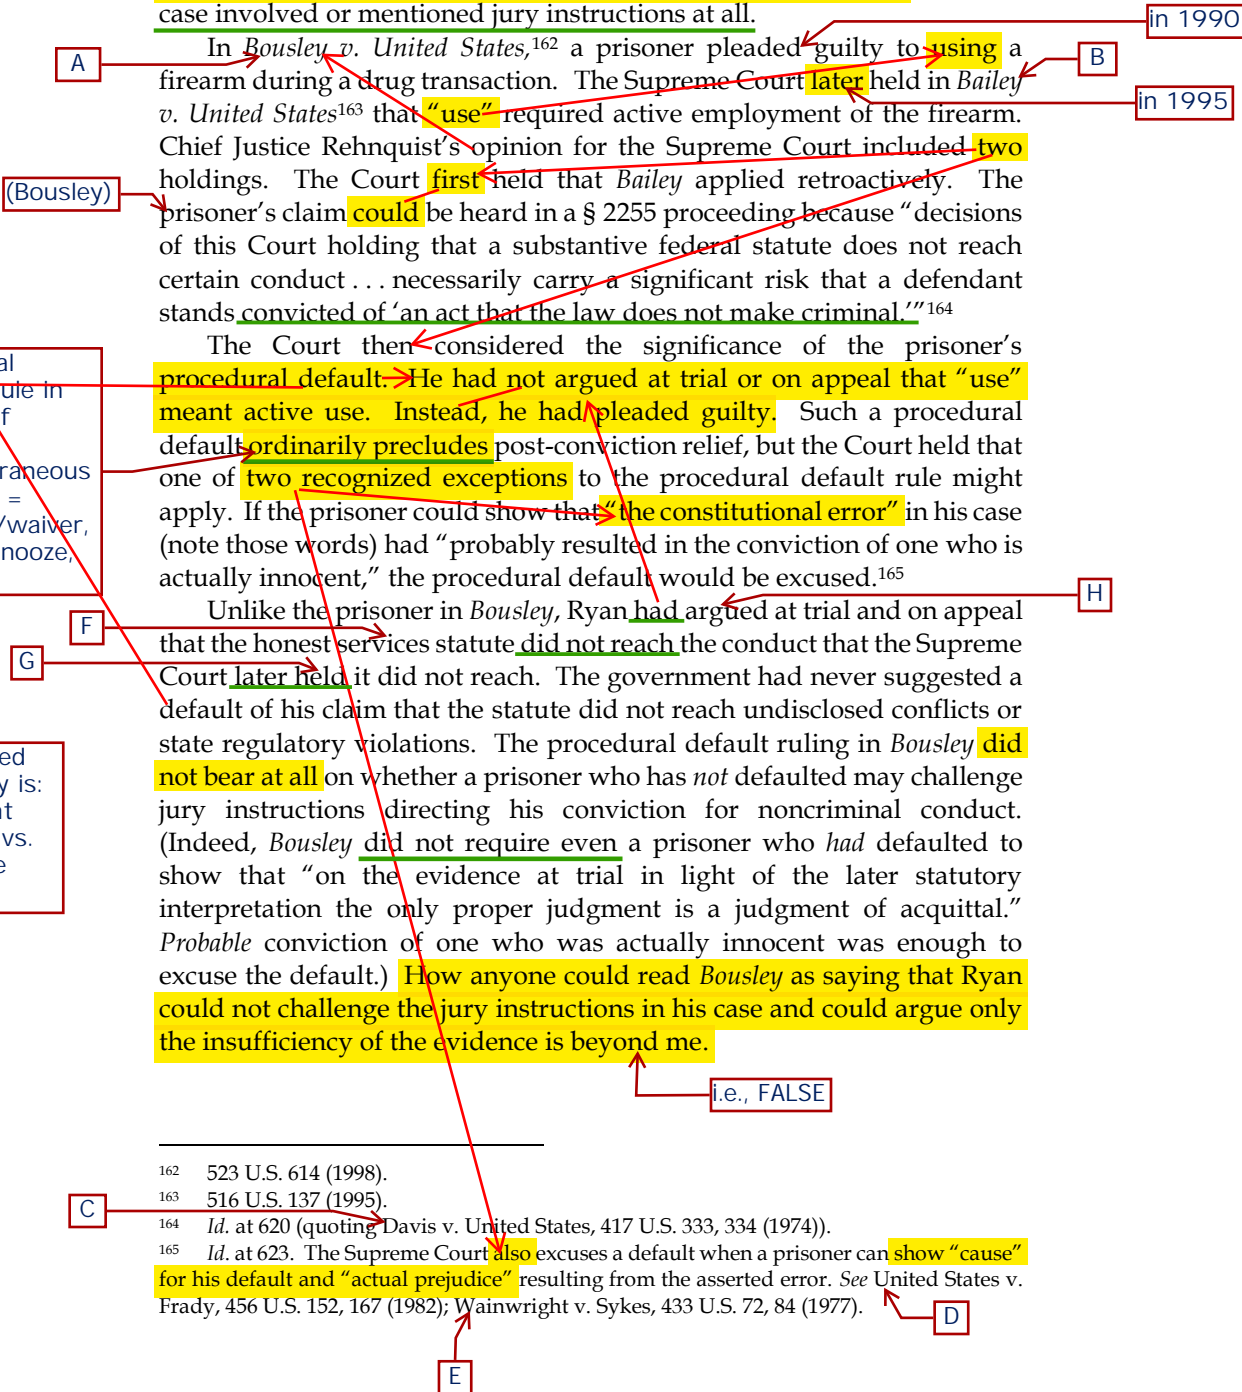 case involved or mentioned jury instructions at all.
in 1990
In Bousley v. United States,162 a prisoner pleaded guilty to using a
A
B
firearm during a drug transaction. The Supreme Court later held in Bailey
in 1995
v. United States163 that “use” required active employment of the firearm.
Chief Justice Rehnquist’s opinion for the Supreme Court included two
holdings. The Court first held that Bailey applied retroactively. The
(Bousley)
prisoner’s claim could be heard in a § 2255 proceeding because “decisions
of this Court holding that a substantive federal statute does not reach
certain conduct . . . necessarily carry a significant risk that a defendant
stands convicted of ‘an act that the law does not make criminal.’”164
The Court then considered the significance of the prisoner’s
procedural default. He had not argued at trial or on appeal that “use”
meant active use. Instead, he had pleaded guilty. Such a procedural
default ordinarily precludes post-conviction relief, but the Court held that
one of two recognized exceptions to the procedural default rule might
apply. If the prisoner could show that “the constitutional error” in his case
(note those words) had “probably resulted in the conviction of one who is
actually innocent,” the procedural default would be excused.165
al
ule in
f
raneous
=
/waiver,
nooze,
H
Unlike the prisoner in Bousley, Ryan had argued at trial and on appeal
F
that the honest services statute did not reach the conduct that the Supreme
G
Court later held it did not reach. The government had never suggested a
default of his claim that the statute did not reach undisclosed conflicts or
state regulatory violations. The procedural default ruling in Bousley did
not bear at all on whether a prisoner who has not defaulted may challenge
jury instructions directing his conviction for noncriminal conduct.
(Indeed, Bousley did not require even a prisoner who had defaulted to
show that “on the evidence at trial in light of the later statutory
interpretation the only proper judgment is a judgment of acquittal.”
Probable conviction of one who was actually innocent was enough to
excuse the default.) How anyone could read Bousley as saying that Ryan
could not challenge the jury instructions in his case and could argue only
the insufficiency of the evidence is beyond me.
ed
y is:
at
vs.
e
i.e., FALSE
162 523 U.S. 614 (1998).
163 516 U.S. 137 (1995).
C
164 Id. at 620 (quoting Davis v. United States, 417 U.S. 333, 334 (1974)).
165 Id. at 623. The Supreme Court also excuses a default when a prisoner can show “cause”
for his default and “actual prejudice” resulting from the asserted error. See United States v.
Frady, 456 U.S. 152, 167 (1982); Wainwright v. Sykes, 433 U.S. 72, 84 (1977).
D
E